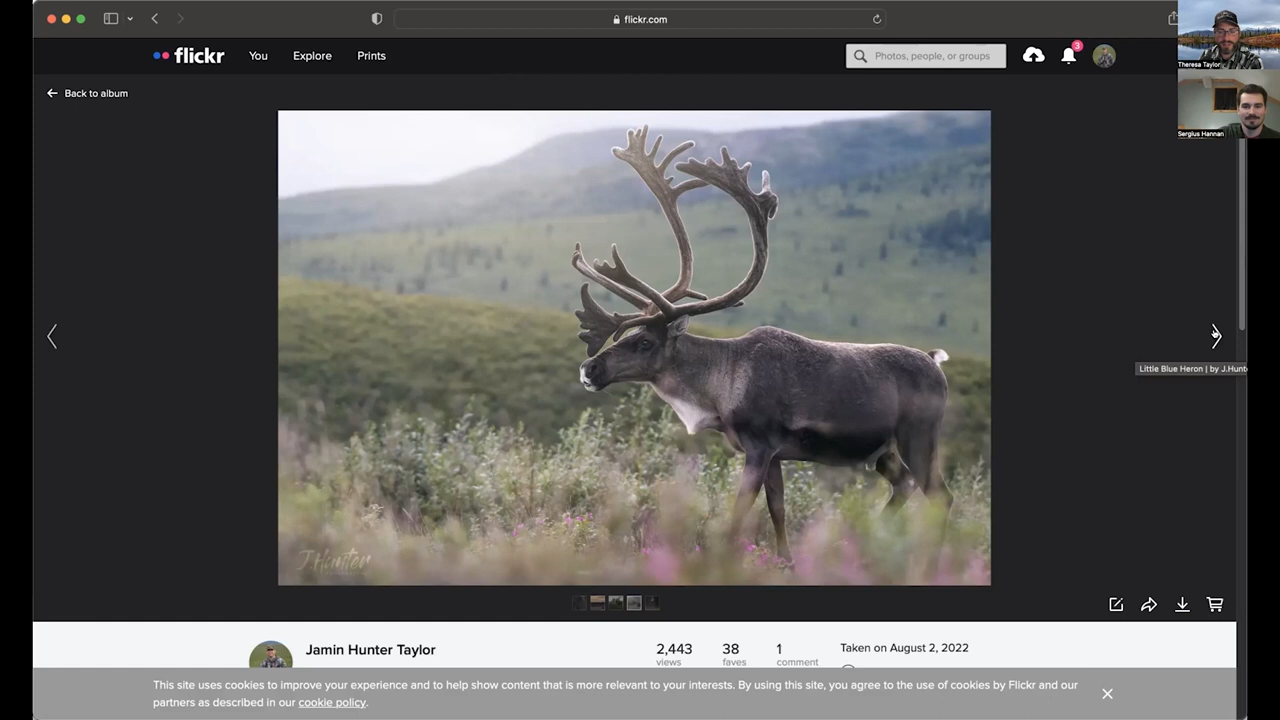 flickr.com
flickr
You
Explore
Prints
Photos, people, or groups
3
Theresa Taylor
Sergius Hannan
Back to album
Little Blue Heron | by J.Hunt
J.Hunter
Jamin Hunter Taylor
2,443
views
38
faves
1
comment
Taken on August 2, 2022
This site uses cookies to improve your experience and to help show content that is more relevant to your interests. By using this site, you agree to the use of cookies by Flickr and our
partners as described in our cookie policy.